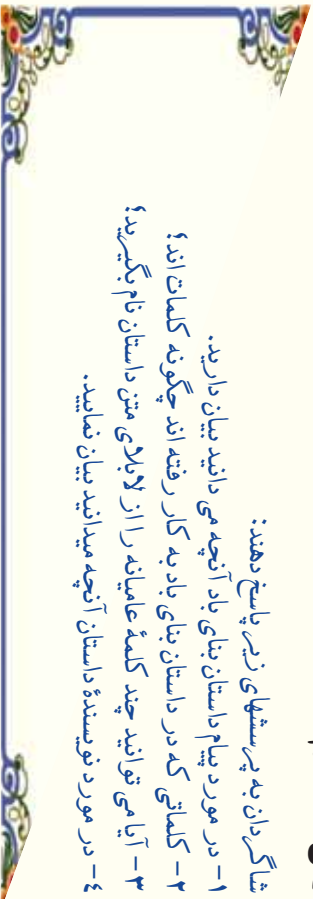 شاگردان به پرسشهای زیر پاسخ دهند:
۱- در مورد پیام داستان بنای باد آنچه می دانید بیان دارید.
۲- کلماتی که در داستان بنای باد به کار رفته اند چگونه کلمات اند؟
۳- آیا می توانید چند کلمهٔ عامیانه را از لابلای متن داستان نام بگیرید؟
٤- در مورد نویسندهٔ داستان آنچه میدانید بیان نمایید.